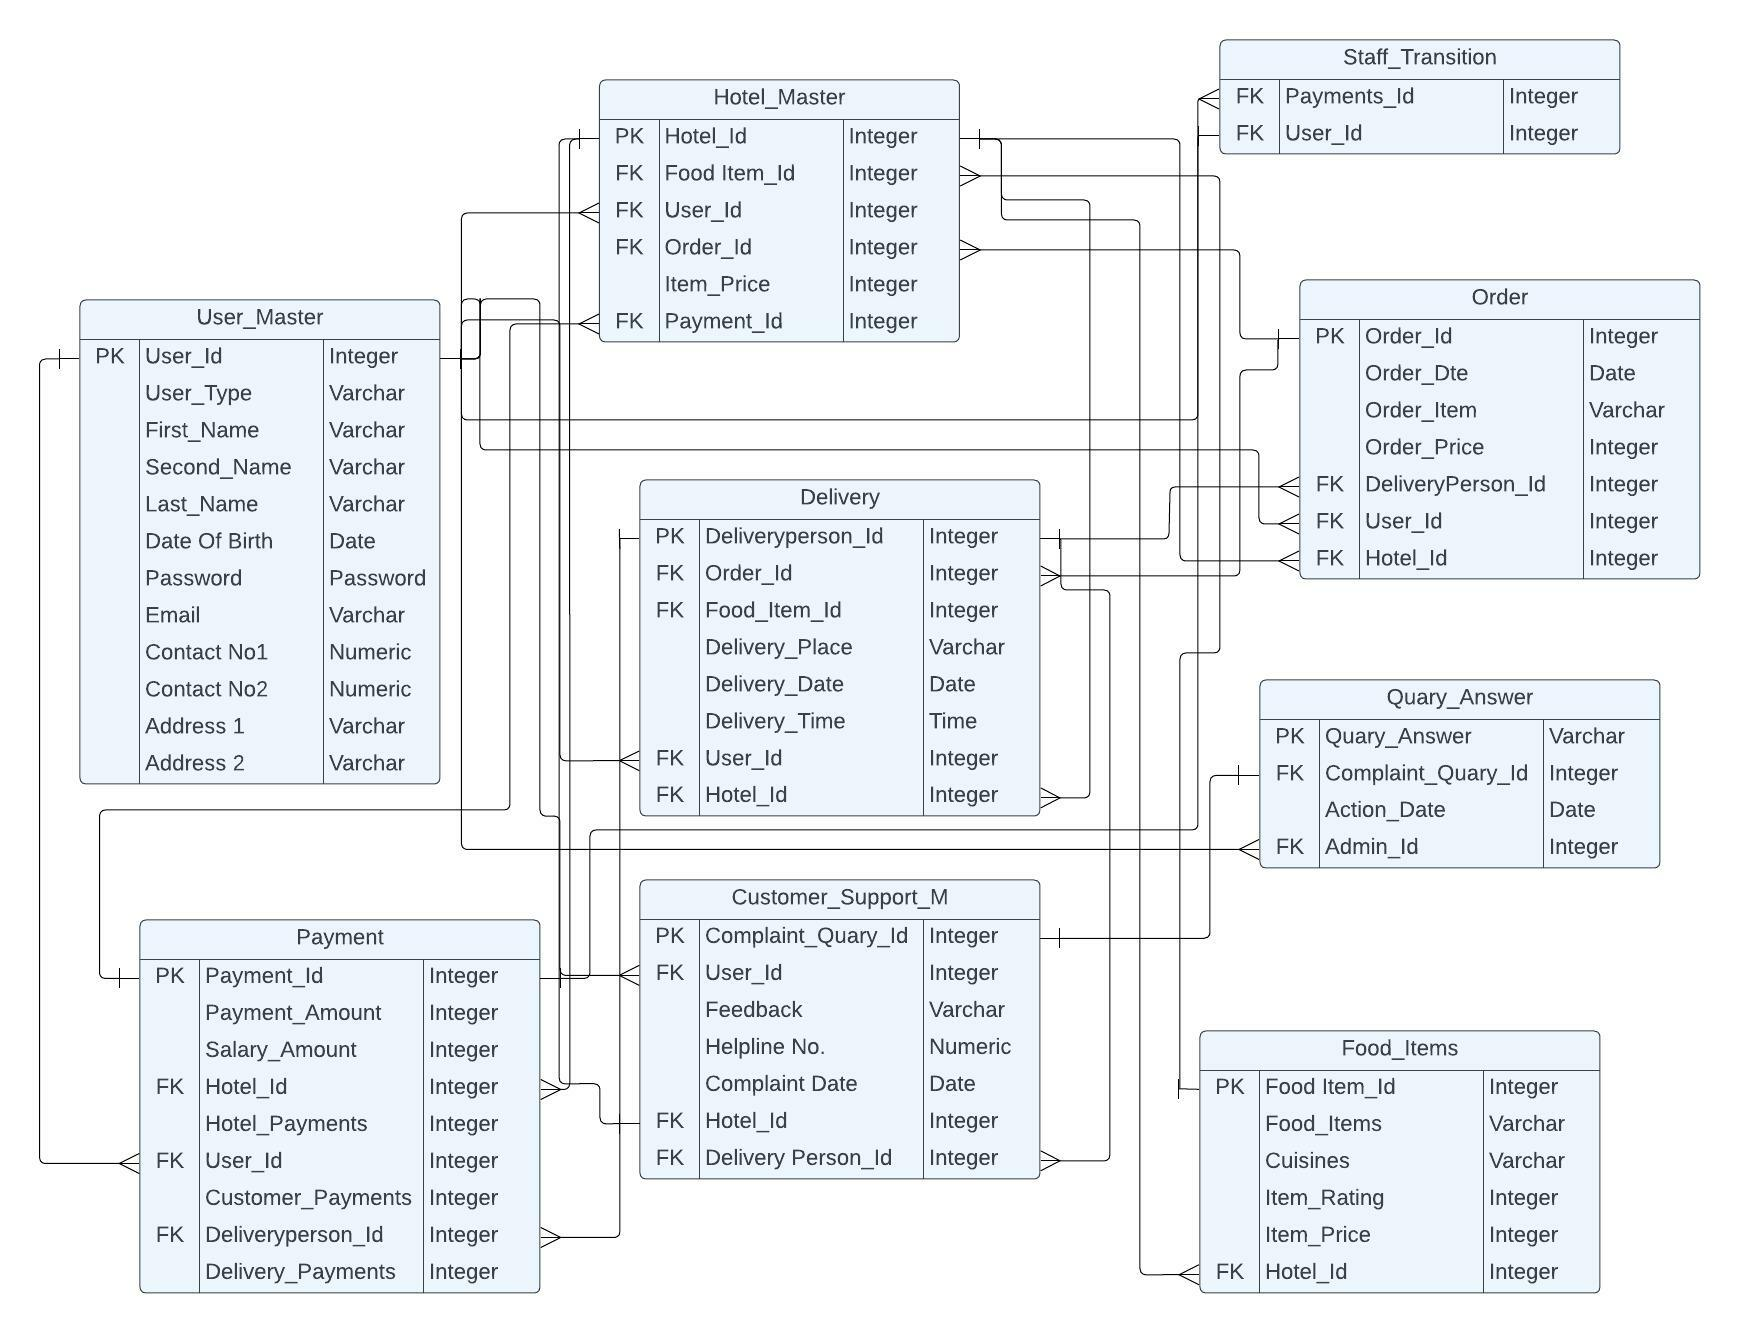 Staff_Transition
FK Payments_Id Integer
FK User_Id Integer
Hotel_Master
PK Hotel_Id Integer
FK Food Item_Id Integer
FK User_Id Integer
FK Order_Id Integer
Item_Price Integer
FK Payment_Id Integer
User_Master
PK User_Id Integer
User_Type Varchar
First_Name Varchar
Second_Name Varchar
Last_Name Varchar
Date Of Birth Date
Password Password
Email Varchar
Contact No1 Numeric
Contact No2 Numeric
Address 1 Varchar
Address 2 Varchar
Order
PK Order_Id Integer
Order_Dte Date
Order_Item Varchar
Order_Price Integer
FK DeliveryPerson_Id Integer
FK User_Id Integer
FK Hotel_Id Integer
Delivery
PK Deliveryperson_Id Integer
FK Order_Id Integer
FK Food_Item_Id Integer
Delivery_Place Varchar
Delivery_Date Date
Delivery_Time Time
FK User_Id Integer
FK Hotel_Id Integer
Quary_Answer
PK Quary_Answer Varchar
FK Complaint_Quary_Id Integer
Action_Date Date
FK Admin_Id Integer
Customer_Support_M
PK Complaint_Quary_Id Integer
FK User_Id Integer
Feedback Varchar
Helpline No. Numeric
Complaint Date Date
FK Hotel_Id Integer
FK Delivery Person_Id Integer
Payment
PK Payment_Id Integer
Payment_Amount Integer
Salary_Amount Integer
FK Hotel_Id Integer
Hotel_Payments Integer
FK User_Id Integer
Customer_Payments Integer
FK Deliveryperson_Id Integer
Delivery_Payments Integer
Food_Items
PK Food Item_Id Integer
Food_Items Varchar
Cuisines Varchar
Item_Rating Integer
Item_Price Integer
FK Hotel_Id Integer